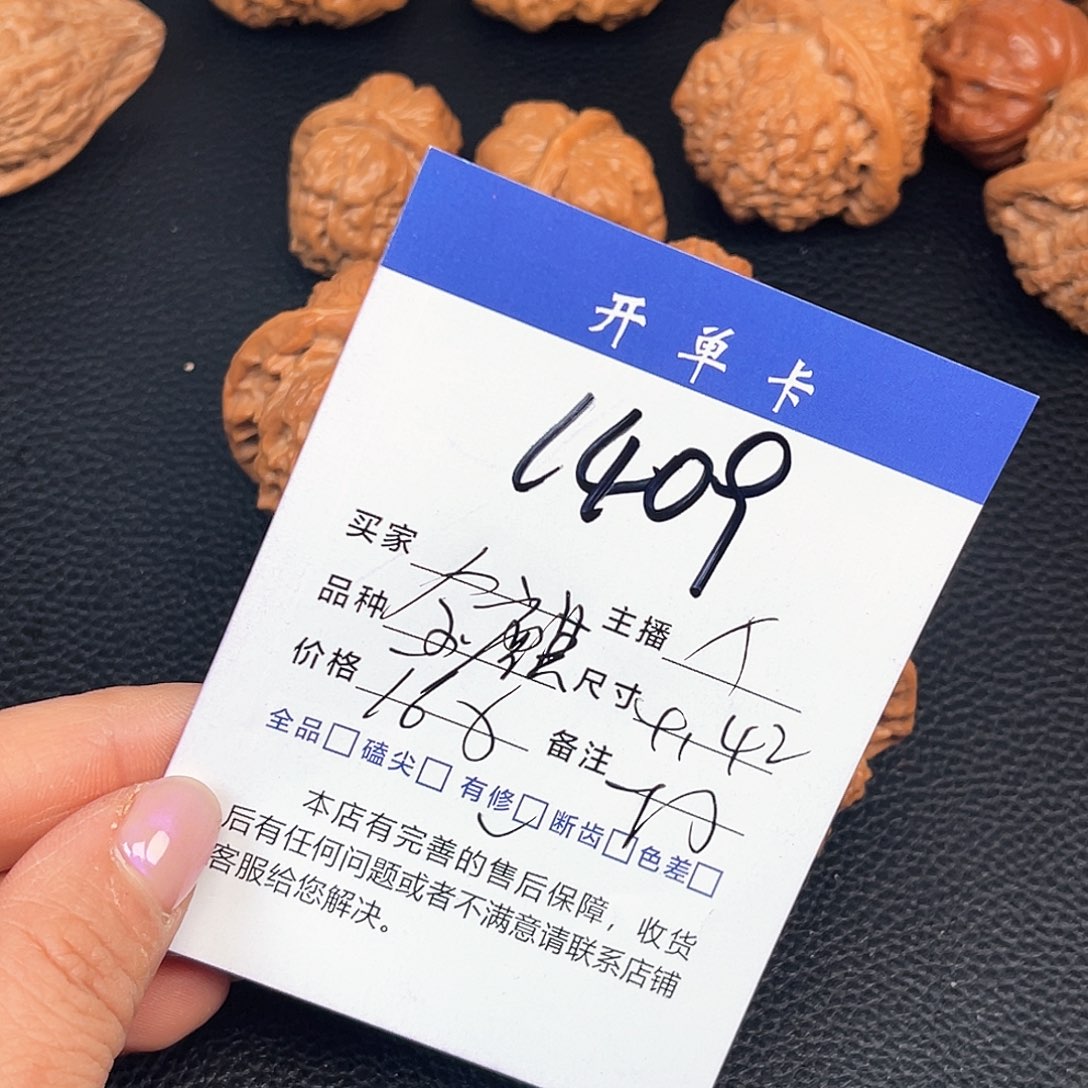 开单卡
1409
买家 主播
品种 尺寸 42
价格 166 备注
全品□磕尖□有修□断齿□色差□
本店有完善的售后保障，收货
后有任何问题或者不满意请联系店铺
客服给您解决。